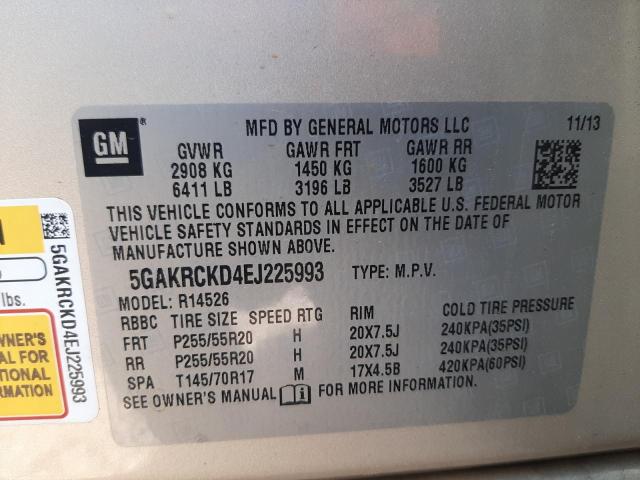 GM
MFD BY GENERAL MOTORS LLC 11/13
GVWR GAWR FRT GAWR RR
2908 KG 1450 KG 1600 KG
6411 LB 3196 LB 3527 LB
THIS VEHICLE CONFORMS TO ALL APPLICABLE U.S. FEDERAL MOTOR
VEHICLE SAFETY STANDARDS IN EFFECT ON THE DATE OF
MANUFACTURE SHOWN ABOVE.
5GAKRCKD4EJ225993 TYPE: M.P.V.
MODEL: R14526
RBBC TIRE SIZE SPEED RTG RIM COLD TIRE PRESSURE
FRT P255/55R20 H 20X7.5J 240KPA(35PSI)
RR P255/55R20 H 20X7.5J 240KPA(35PSI)
SPA T145/70R17 M 17X4.5B 420KPA(60PSI)
SEE OWNER'S MANUAL FOR MORE INFORMATION.
5GAKRCKD4EJ225993
lbs.
OWNER'S
FOR